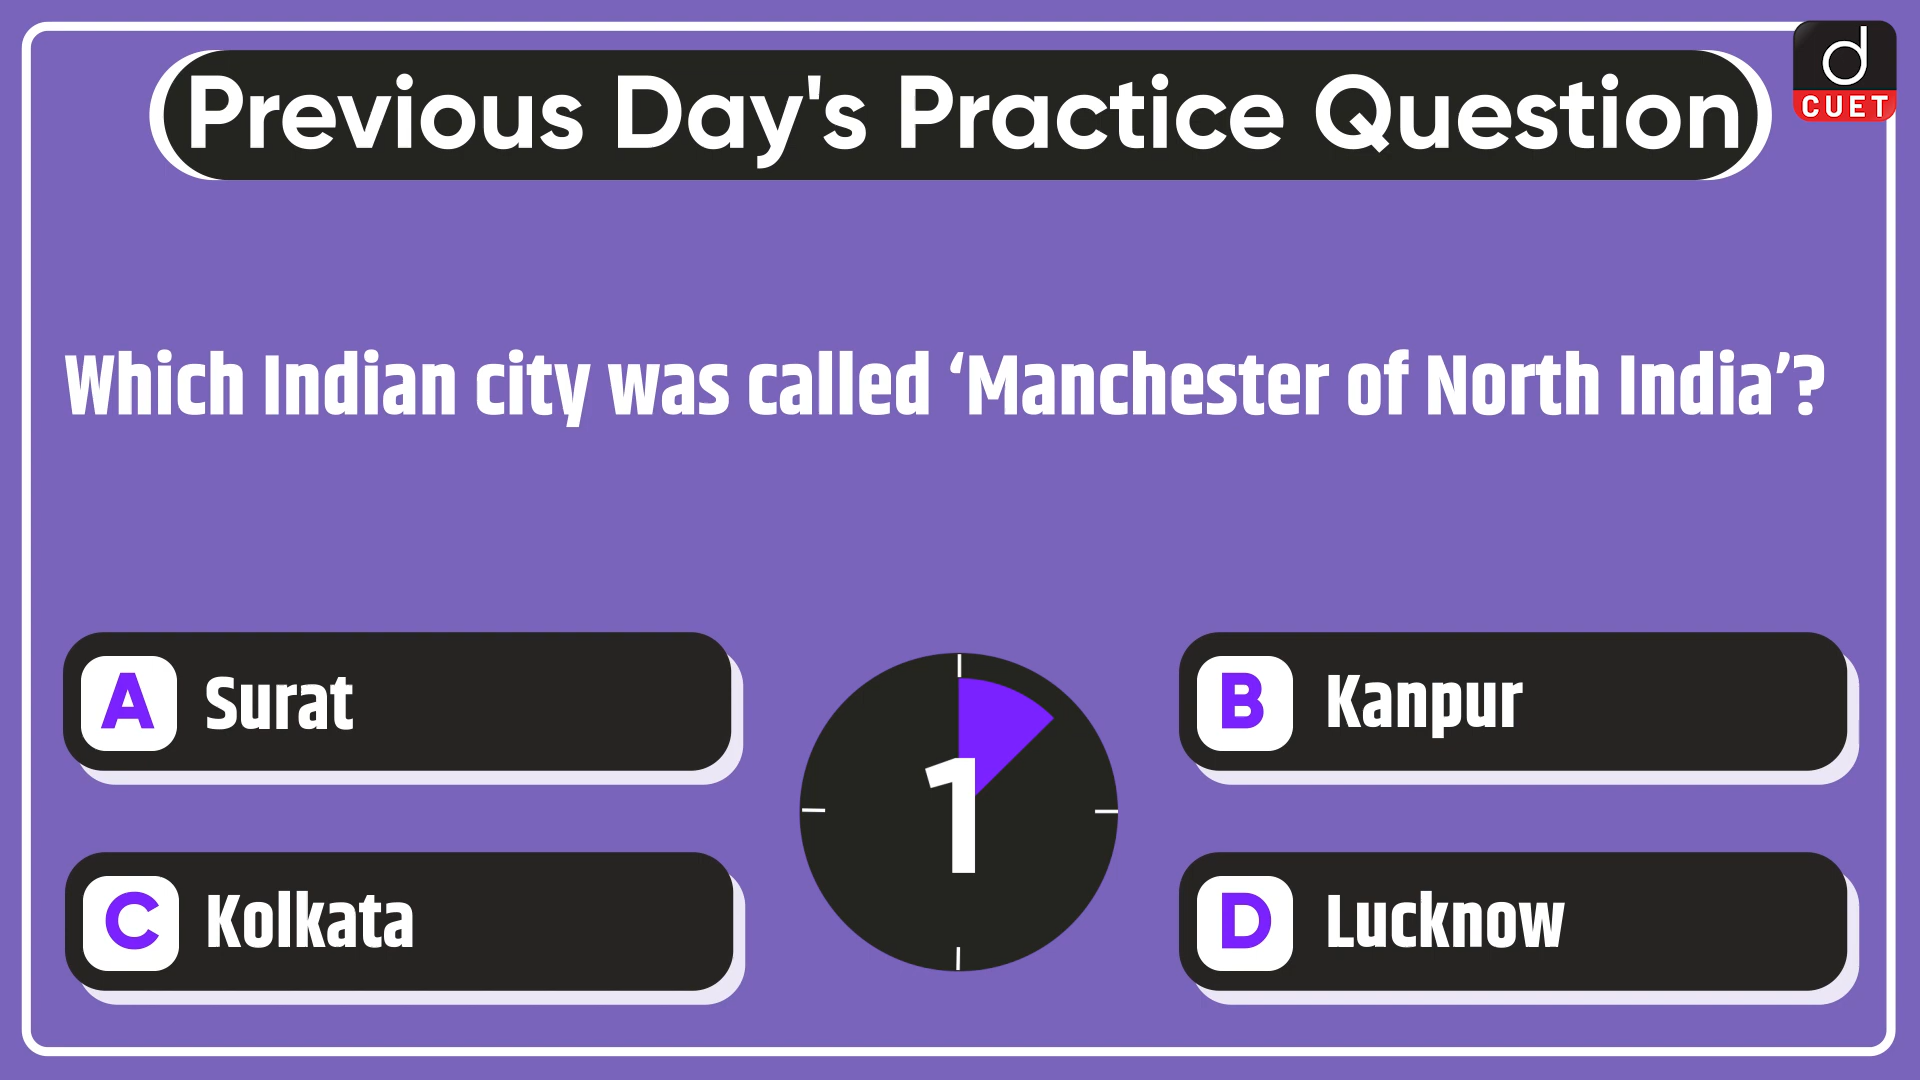 Previous Day's Practice Question
d
CUET
Which Indian city was called ‘Manchester of North India’?
A Surat
B Kanpur
1
C Kolkata
D Lucknow